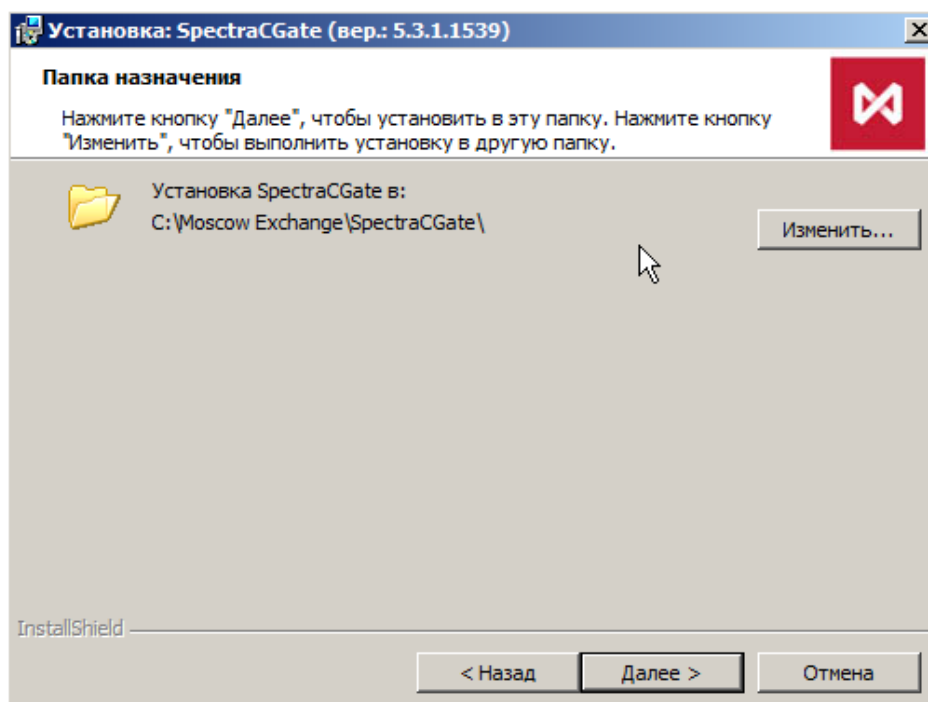 Установка: SpectraCGate (вер.: 5.3.1.1539)
Папка назначения
Нажмите кнопку "Далее", чтобы установить в эту папку. Нажмите кнопку
"Изменить", чтобы выполнить установку в другую папку.
Установка SpectraCGate в:
C:\Moscow Exchange\SpectraCGate\
Изменить...
InstallShield
< Назад
Далее >
Отмена